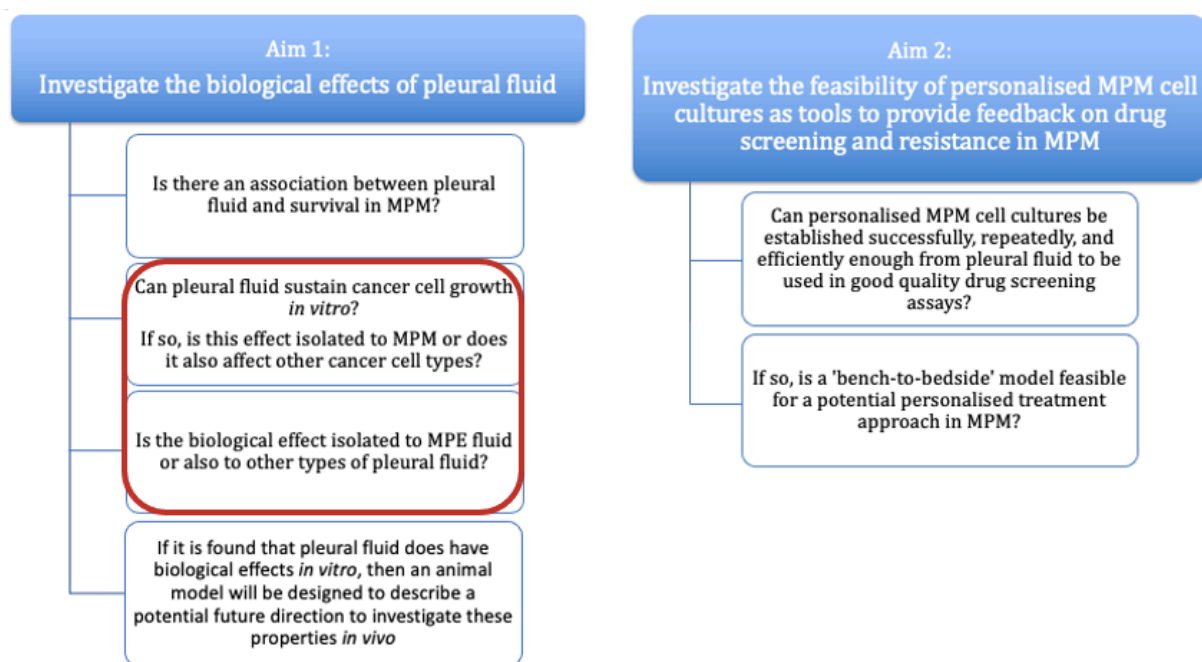 Aim 1:
Investigate the biological effects of pleural fluid
Is there an association between pleural
fluid and survival in MPM?
Can pleural fluid sustain cancer cell growth
in vitro?
If so, is this effect isolated to MPM or does
it also affect other cancer cell types?
Is the biological effect isolated to MPE fluid
or also to other types of pleural fluid?
If it is found that pleural fluid does have
biological effects in vitro, then an animal
model will be designed to describe a
potential future direction to investigate these
properties in vivo
Aim 2:
Investigate the feasibility of personalised MPM cell
cultures as tools to provide feedback on drug
screening and resistance in MPM
Can personalised MPM cell cultures be
established successfully, repeatedly, and
efficiently enough from pleural fluid to be
used in good quality drug screening
assays?
If so, is a 'bench-to-bedside' model feasible
for a potential personalised treatment
approach in MPM?